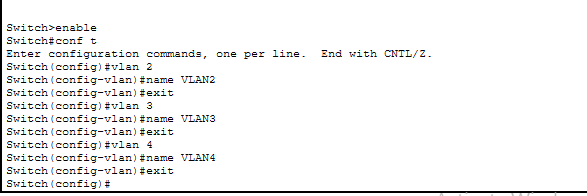 Switch>enable
Switch#conf t
Enter configuration commands, one per line.  End with CNTL/Z.
Switch(config)#vlan 2
Switch(config-vlan)#name VLAN2
Switch(config-vlan)#exit
Switch(config)#vlan 3
Switch(config-vlan)#name VLAN3
Switch(config-vlan)#exit
Switch(config)#vlan 4
Switch(config-vlan)#name VLAN4
Switch(config-vlan)#exit
Switch(config)#